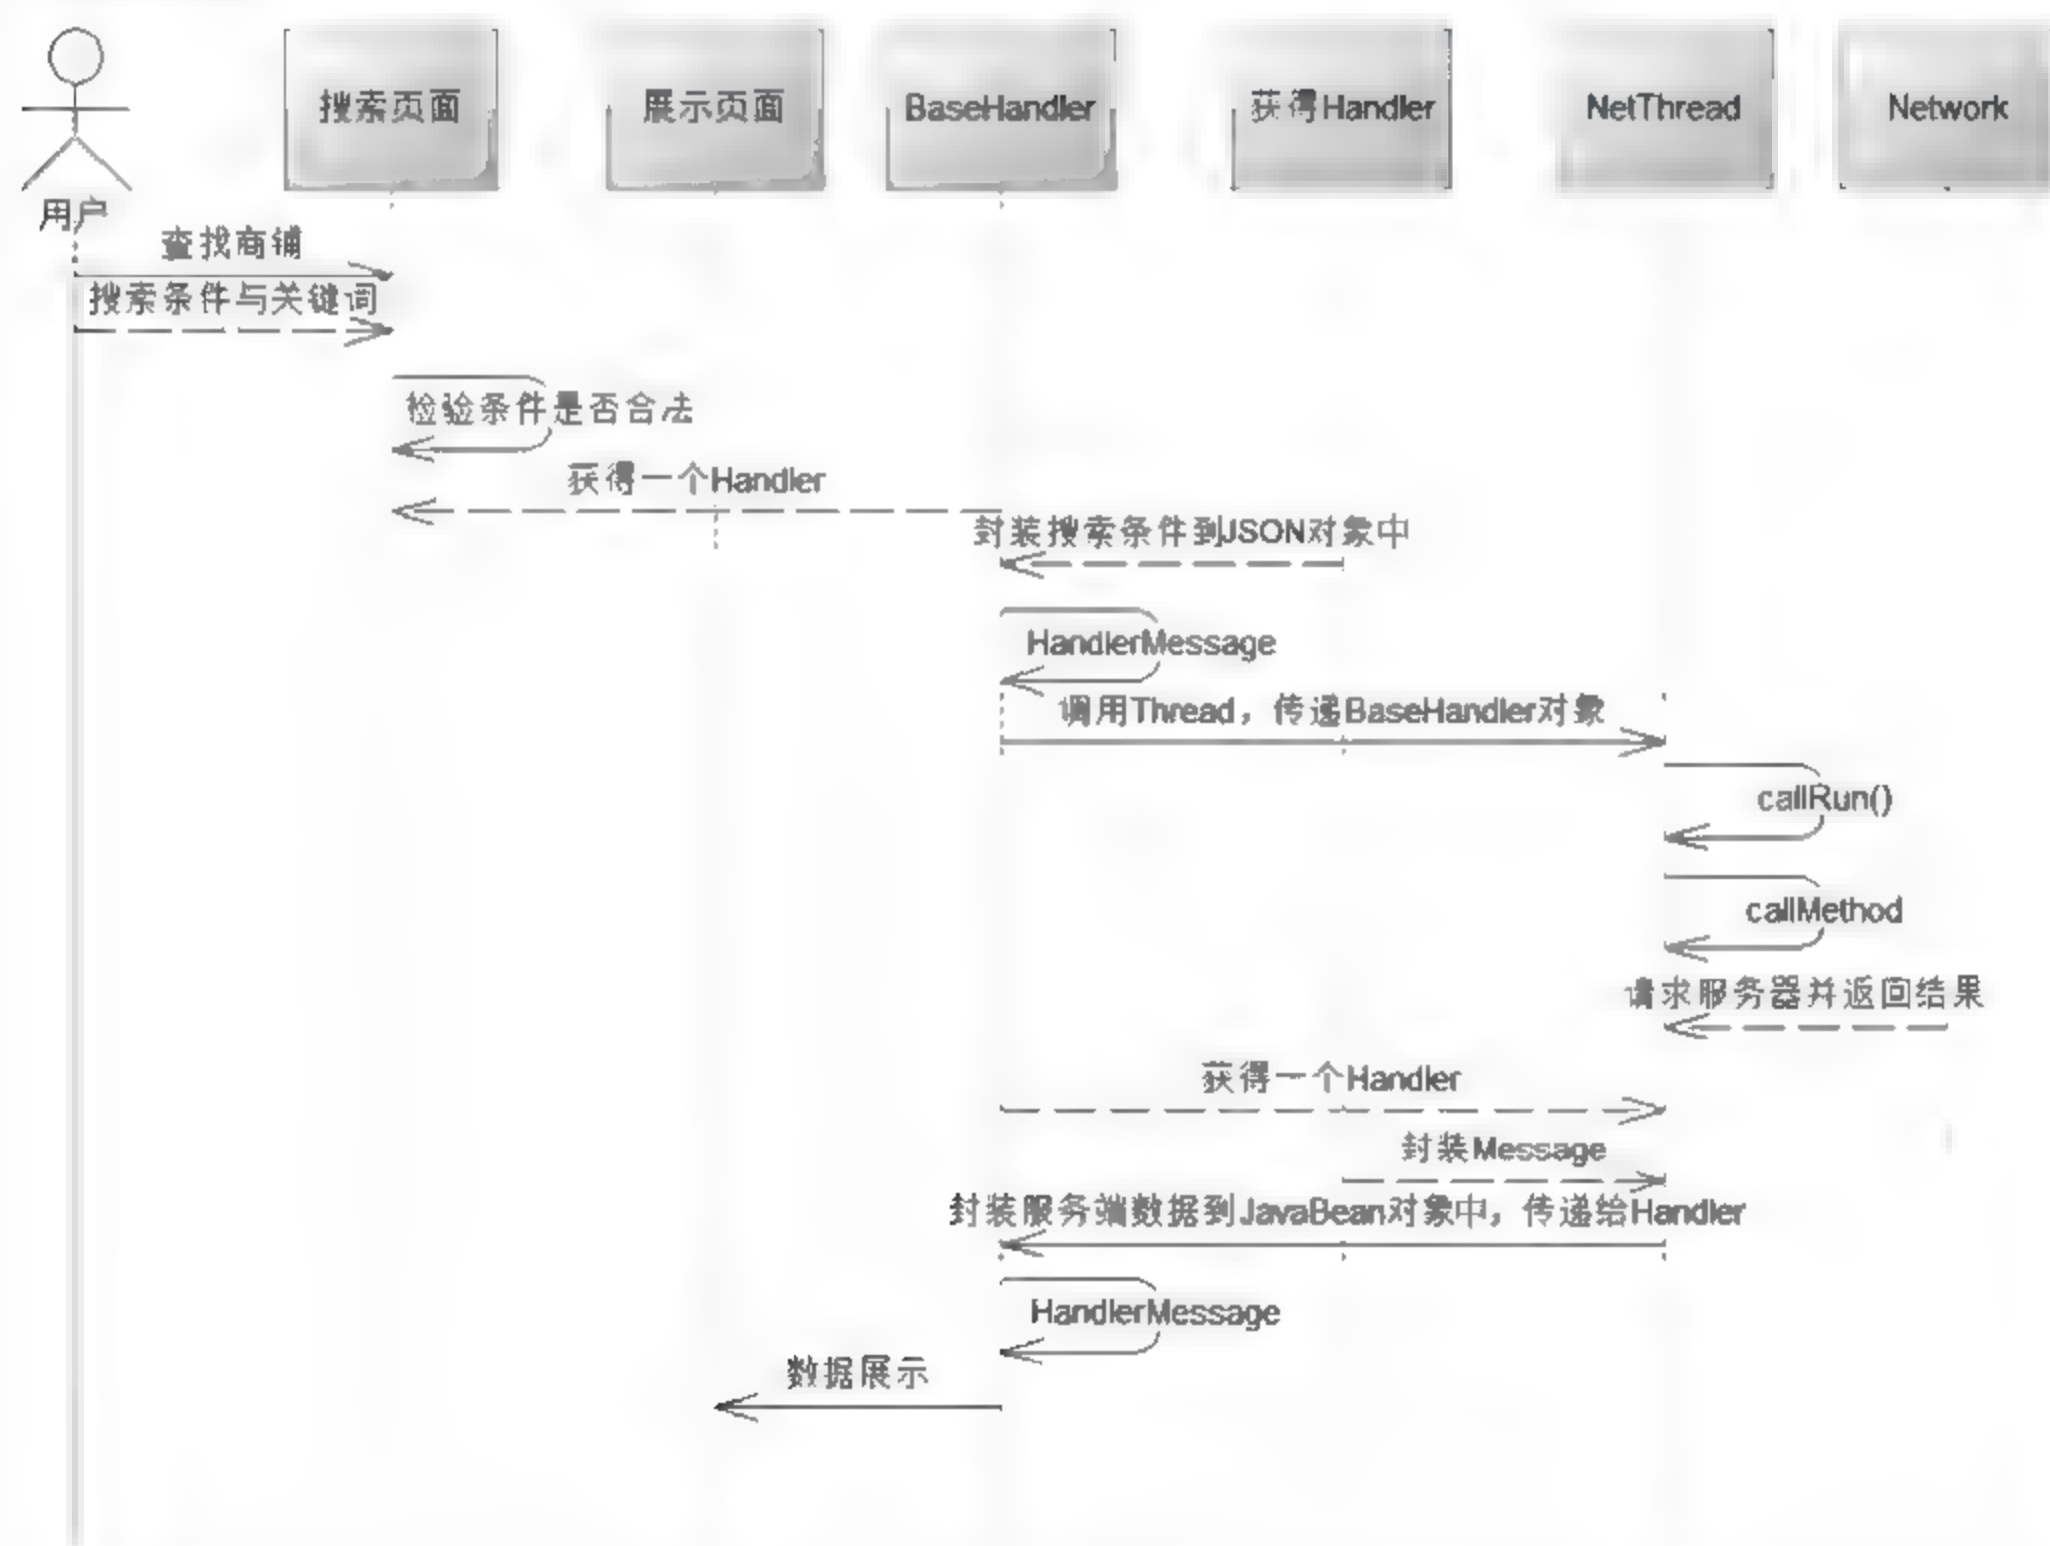 搜索页面
展示页面
BaseHandler
获得Handler
NetThread
Network
用户
查找商铺
搜索条件与关键词
检验条件是否合法
获得一个Handler
封装搜索条件到JSON对象中
HandlerMessage
调用Thread，传递BaseHandler对象
callRun()
callMethod
请求服务器并返回结果
获得一个Handler
封装Message
封装服务端数据到JavaBean对象中，传递给Handler
HandlerMessage
数据展示